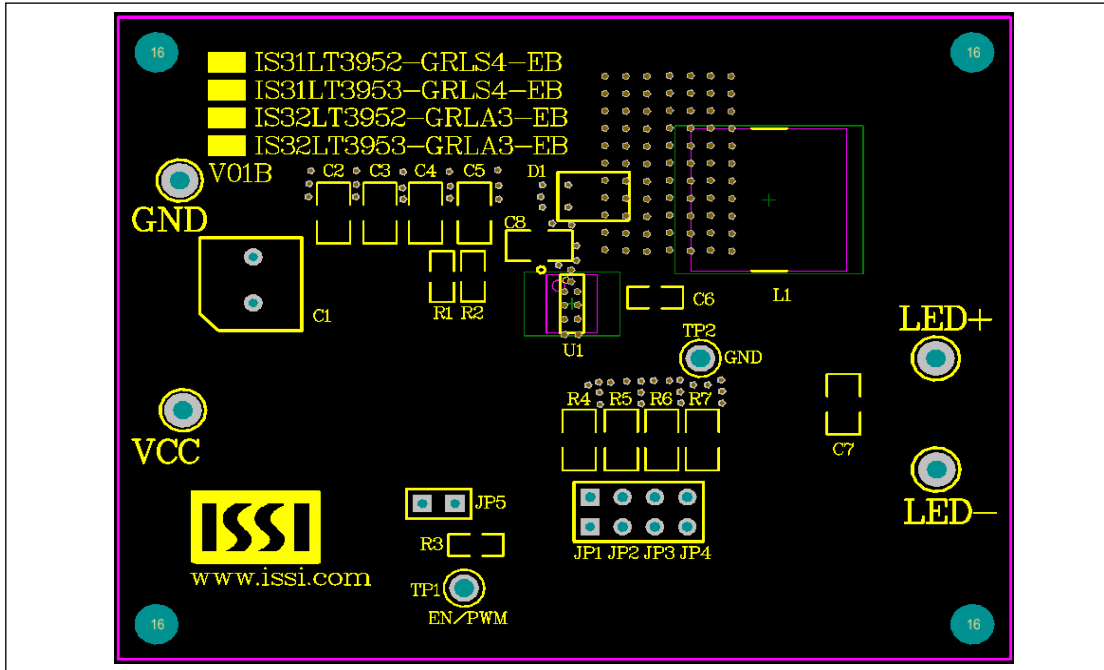 16 16
IS31LT3952-GRLS4-EB
IS31LT3953-GRLS4-EB
IS32LT3952-GRLA3-EB
IS32LT3953-GRLA3-EB
V01B
C2 C3 C4 C5 D1
GND
C8
R1 R2
C1
C6
L1
U1
TP2
GND
LED+
R4 R5 R6 R7
VCC
C7
LED-
ISSI
JP5
R3
JP1 JP2 JP3 JP4
www.issi.com
TP1
EN/PWM
16 16